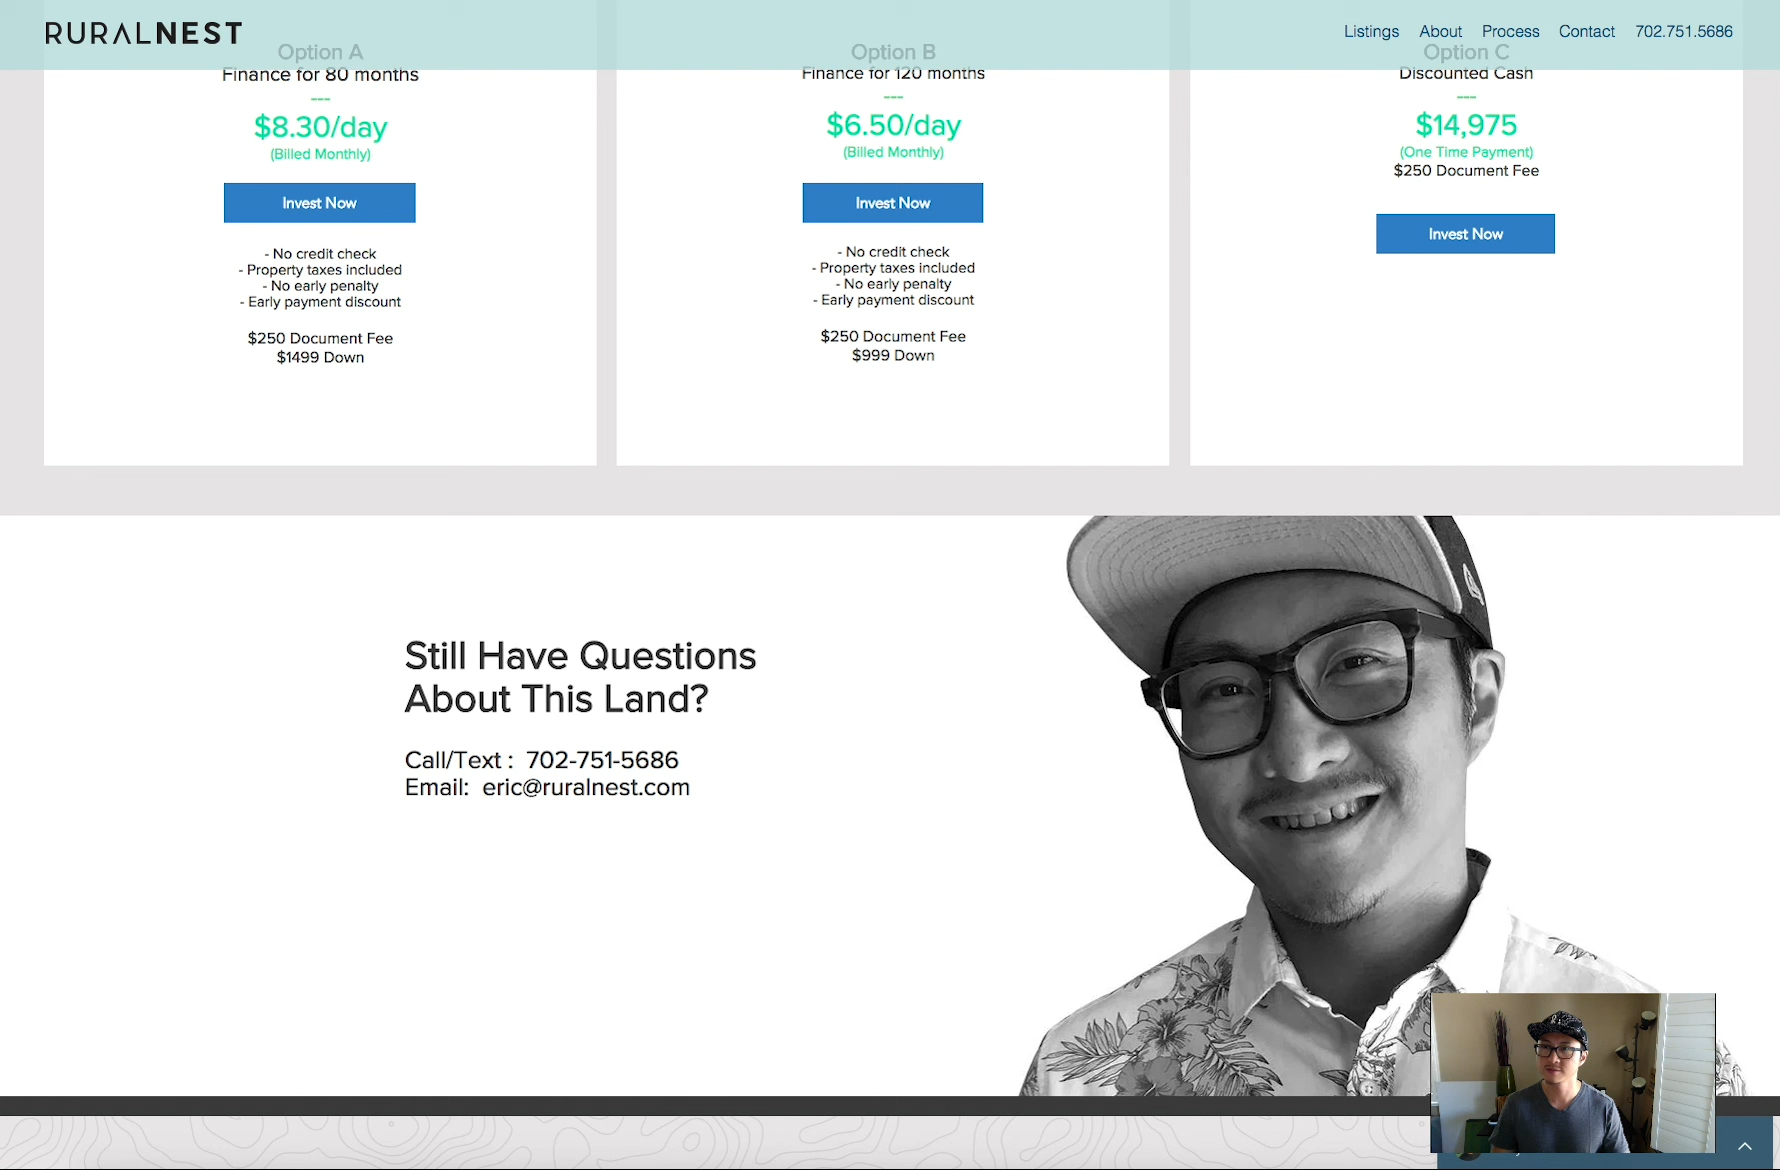 RURALNEST
Listings About Process Contact 702.751.5686
Option A
Finance for 80 months
---
$8.30/day
(Billed Monthly)
Invest Now
- No credit check
- Property taxes included
- No early penalty
- Early payment discount
$250 Document Fee
$1499 Down
Option B
Finance for 120 months
---
$6.50/day
(Billed Monthly)
Invest Now
- No credit check
- Property taxes included
- No early penalty
- Early payment discount
$250 Document Fee
$999 Down
Option C
Discounted Cash
---
$14,975
(One Time Payment)
$250 Document Fee
Invest Now
Still Have Questions
About This Land?
Call/Text : 702-751-5686
Email: eric@ruralnest.com